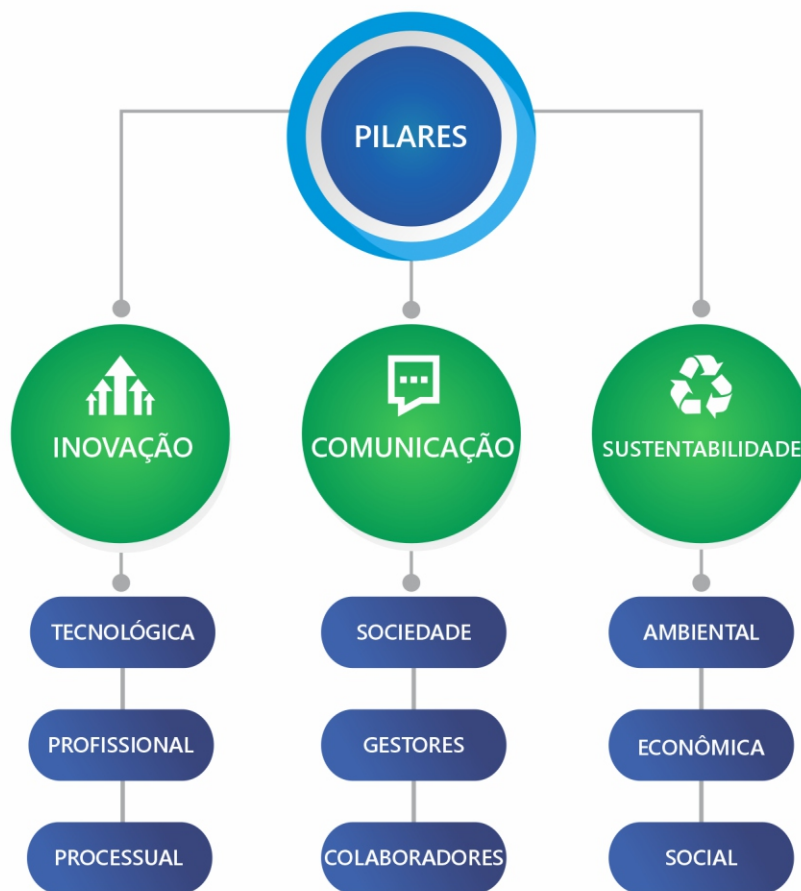 PILARES
INOVAÇÃO
COMUNICAÇÃO
SUSTENTABILIDADE
TECNOLÓGICA
SOCIEDADE
AMBIENTAL
PROFISSIONAL
GESTORES
ECONÔMICA
PROCESSUAL
COLABORADORES
SOCIAL